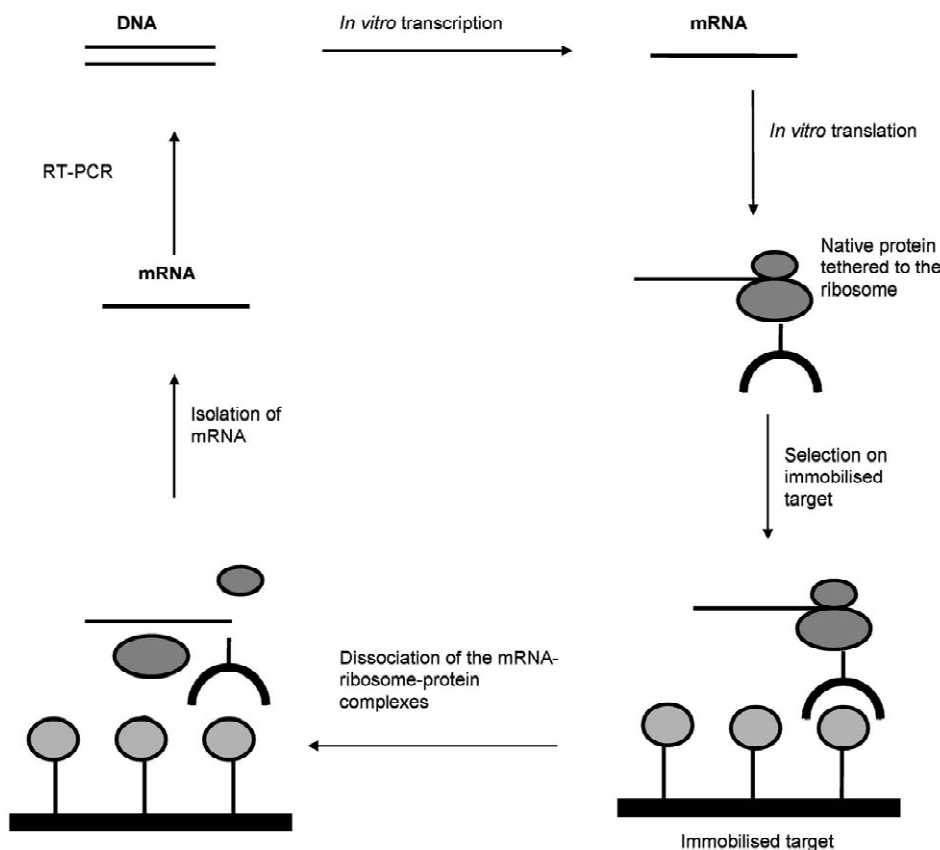 DNA
In vitro transcription
mRNA
In vitro translation
RT-PCR
Native protein
tethered to the
ribosome
mRNA
Isolation of
mRNA
Selection on
immobilised
target
Dissociation of the mRNA-
ribosome-protein
complexes
Immobilised target